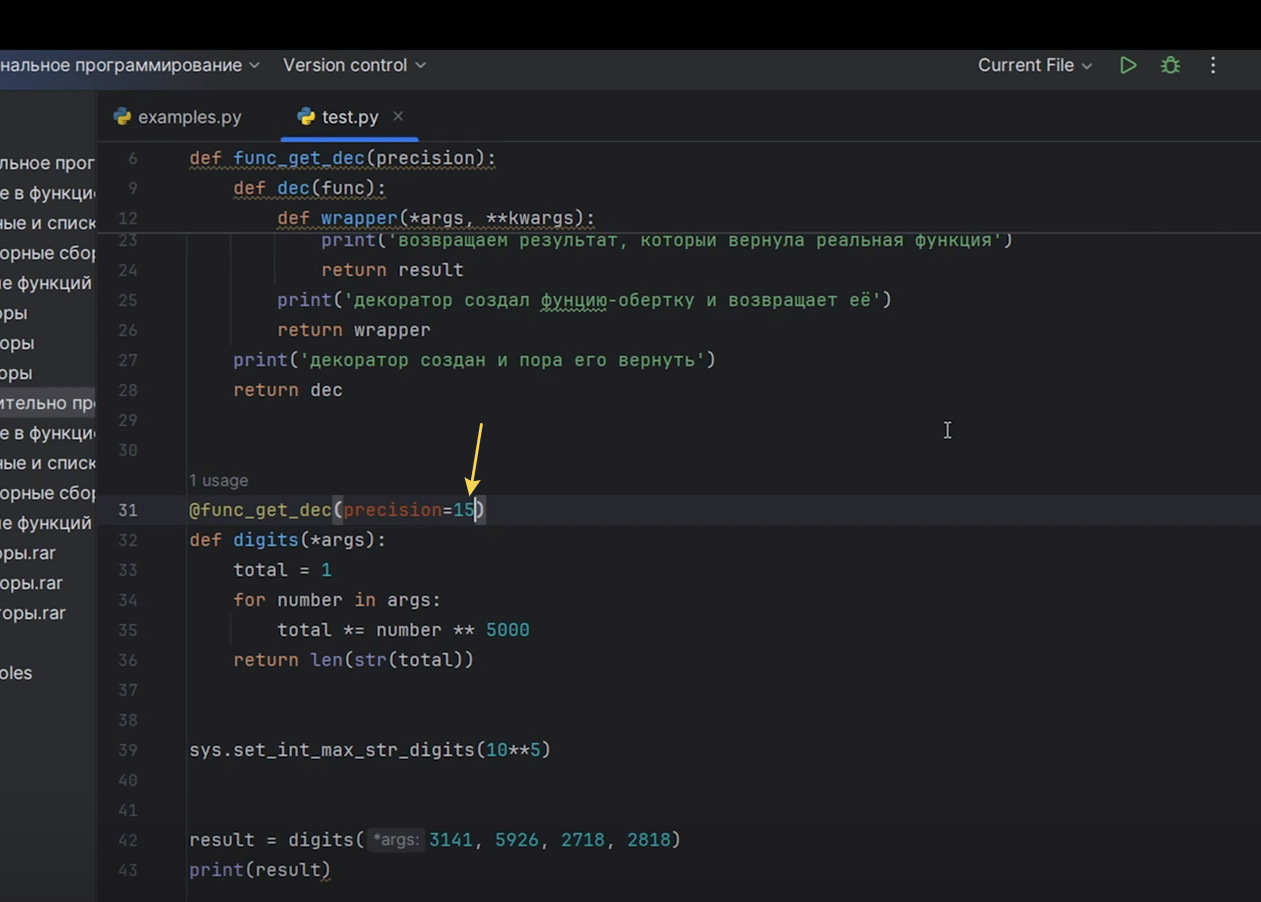 нальное программирование Version control Current File
examples.py test.py
льное прог
е в функци
ные и списк
орные сбор
е функций
оры
оры
оры
ительно пр
е в функци
ные и списк
орные сбор
е функций
оры.rar
оры.rar
горы.rar
oles
6 def func_get_dec(precision):
9 def dec(func):
12 def wrapper(*args, **kwargs):
23 print('возвращаем результат, который вернула реальная функция')
24 return result
25 print('декоратор создал фунцию-обертку и возвращает её')
26 return wrapper
27 print('декоратор создан и пора его вернуть')
28 return dec
29
30
1 usage
31 @func_get_dec(precision=15)
32 def digits(*args):
33 total = 1
34 for number in args:
35 total *= number ** 5000
36 return len(str(total))
37
38
39 sys.set_int_max_str_digits(10**5)
40
41
42 result = digits( *args: 3141, 5926, 2718, 2818)
43 print(result)